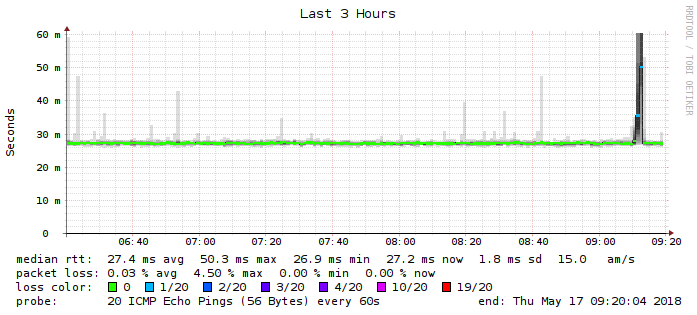 Last 3 Hours
RRDTOOL / TOBI OETIKER
Seconds
60 m
50 m
40 m
30 m
20 m
10 m
0
06:40 07:00 07:20 07:40 08:00 08:20 08:40 09:00 09:20
median rtt: 27.4 ms avg 50.3 ms max 26.9 ms min 27.2 ms now 1.8 ms sd 15.0 am/s
packet loss: 0.03 % avg 4.50 % max 0.00 % min 0.00 % now
loss color: 0 1/20 2/20 3/20 4/20 10/20 19/20
probe: 20 ICMP Echo Pings (56 Bytes) every 60s end: Thu May 17 09:20:04 2018